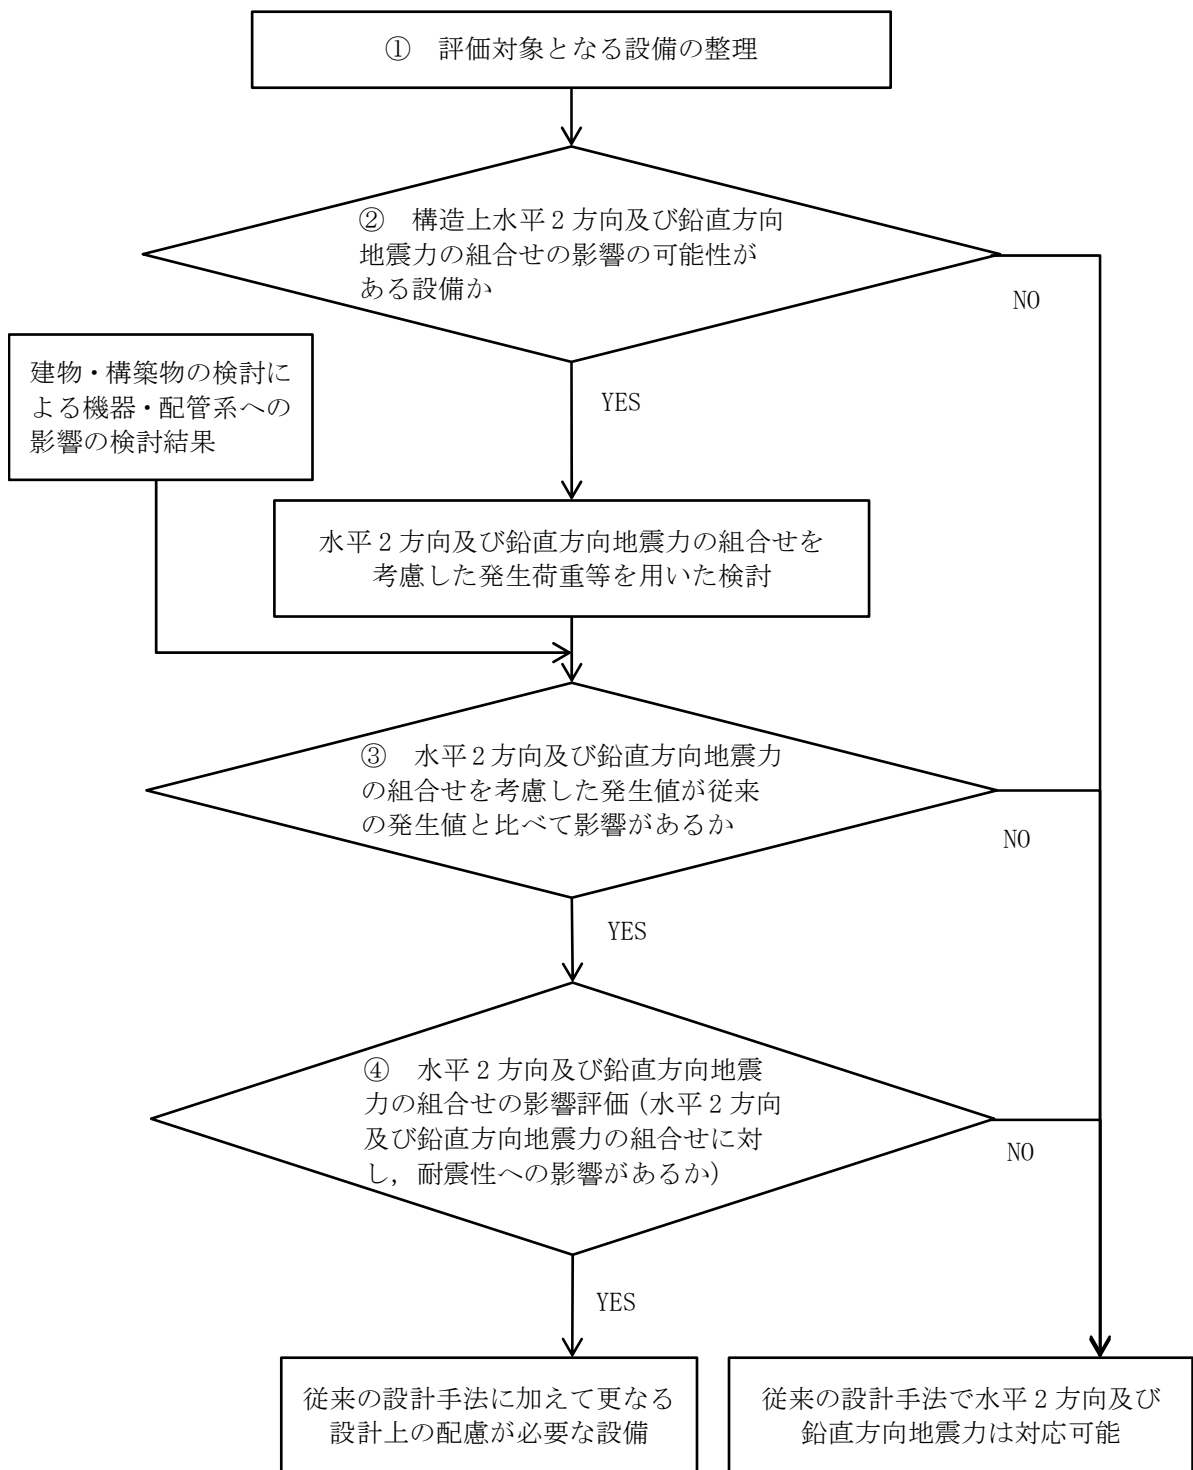 ① 評価対象となる設備の整理
② 構造上水平２方向及び鉛直方向
地震力の組合せの影響の可能性が
ある設備か
NO
建物・構築物の検討に
よる機器・配管系への
影響の検討結果
YES
水平２方向及び鉛直方向地震力の組合せを
考慮した発生荷重等を用いた検討
③ 水平２方向及び鉛直方向地震力
の組合せを考慮した発生値が従来
の発生値と比べて影響があるか
NO
YES
④ 水平２方向及び鉛直方向地震
力の組合せの影響評価（水平２方向
及び鉛直方向地震力の組合せに対
し，耐震性への影響があるか）
NO
YES
従来の設計手法に加えて更なる
設計上の配慮が必要な設備
従来の設計手法で水平２方向及び
鉛直方向地震力は対応可能